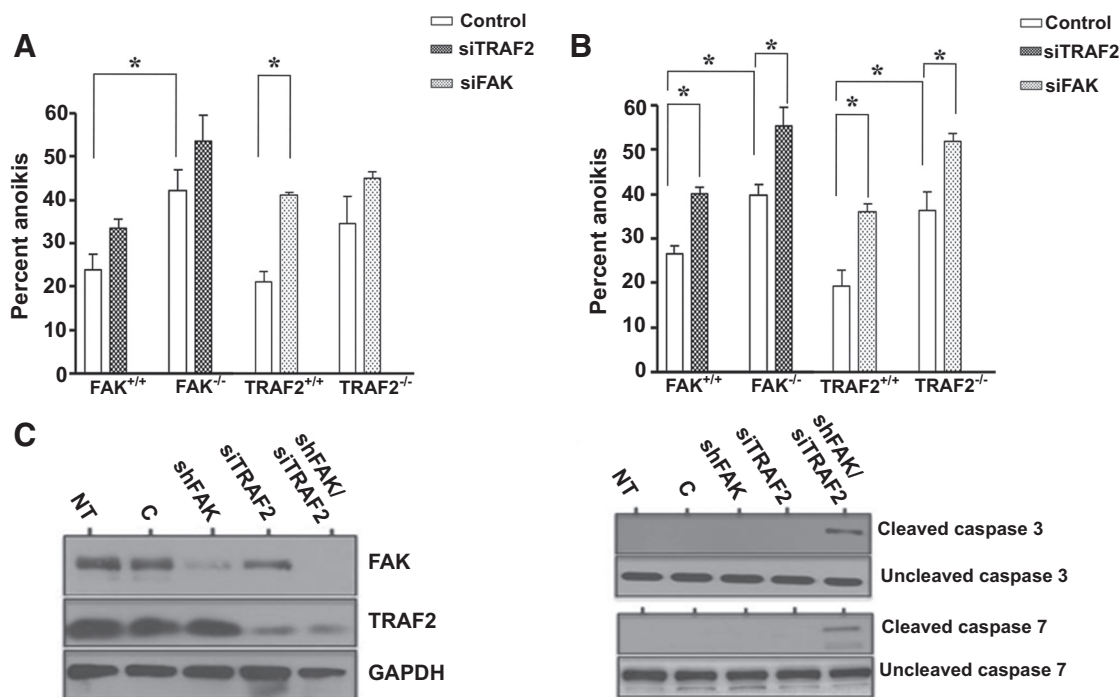 A
Control
siTRAF2
siFAK
*
*
Percent anoikis
60
50
40
30
20
10
0
FAK+/+
FAK-/-
TRAF2+/+
TRAF2-/-
B
Control
siTRAF2
siFAK
*
*
*
*
*
*
Percent anoikis
60
50
40
30
20
10
0
FAK+/+
FAK-/-
TRAF2+/+
TRAF2-/-
C
NT
C
shFAK
siTRAF2
shFAK/
siTRAF2
FAK
TRAF2
GAPDH
NT
C
shFAK
siTRAF2
shFAK/
siTRAF2
Cleaved caspase 3
Uncleaved caspase 3
Cleaved caspase 7
Uncleaved caspase 7